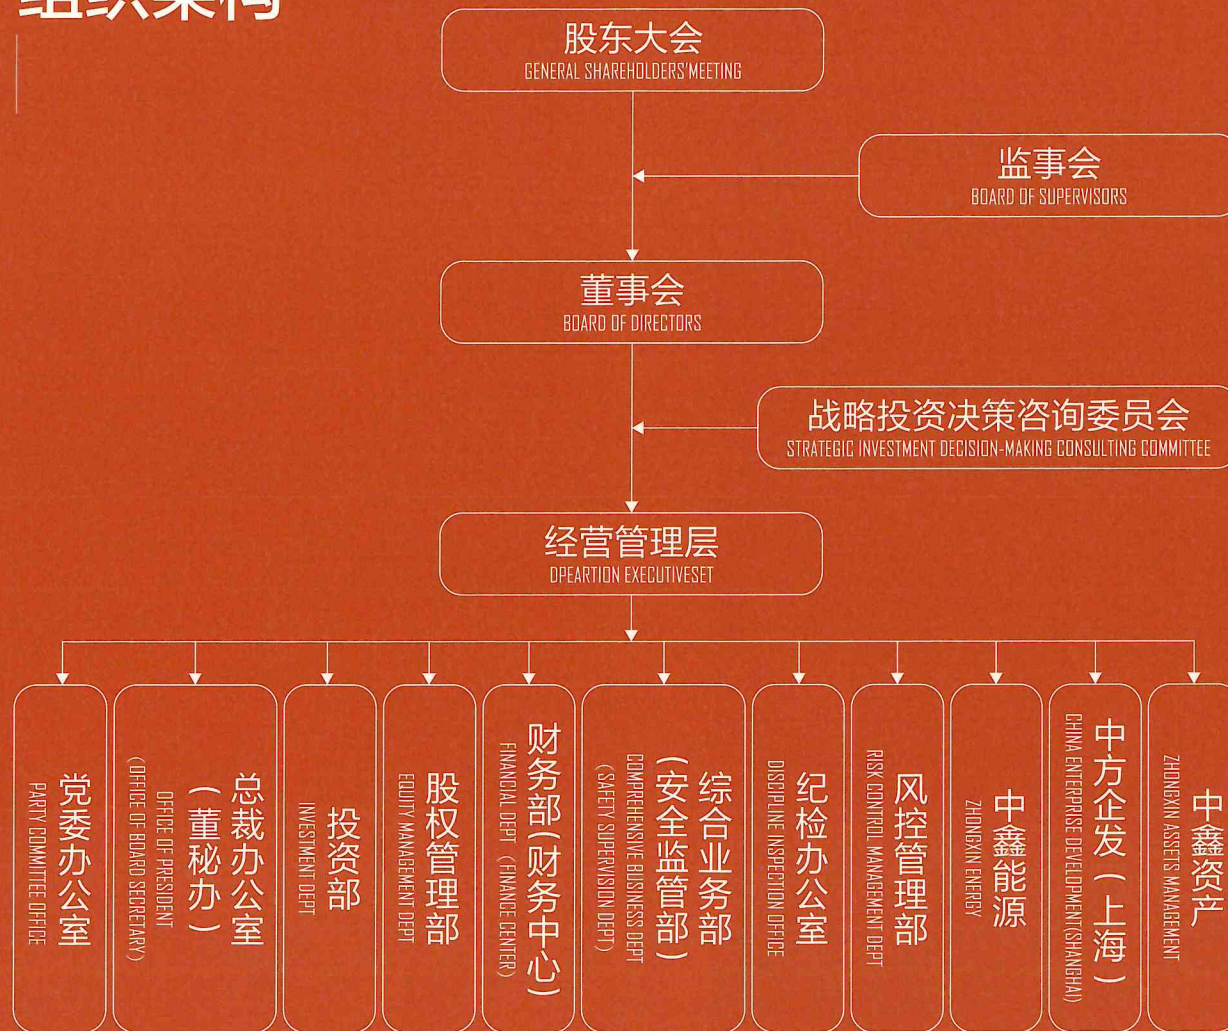 组织架构
股东大会
GENERAL SHAREHOLDERS'MEETING
监事会
BOARD OF SUPERVISORS
董事会
BOARD OF DIRECTORS
战略投资决策咨询委员会
STRATEGIC INVESTMENT DECISION-MAKING CONSULTING COMMITTEE
经营管理层
OPEARTION EXECUTIVESET
党委办公室
PARTY COMMITTEE OFFICE
总裁办公室
(董秘办)
OFFICE OF PRESIDENT
(OFFICE OF BOARD SECRETARY)
投资部
INVESTMENT DEPT
股权管理部
EQUITY MANAGEMENT DEPT
财务部(财务中心)
FINANCIAL DEPT (FINANCE CENTER)
综合业务部
(安全监管部)
COMPREHENSIVE BUSINESS DEPT
(SAFETY SUPERVISION DEPT)
纪检办公室
DISCIPLINE INSPECTION OFFICE
风控管理部
RISK CONTROL MANAGEMENT DEPT
中鑫能源
ZHONGXIN ENERGY
中方企发(上海)
CHINA ENTERPRISE DEVELOPMENT(SHANGHAI)
中鑫资产
ZHONGXIN ASSETS MANAGEMENT